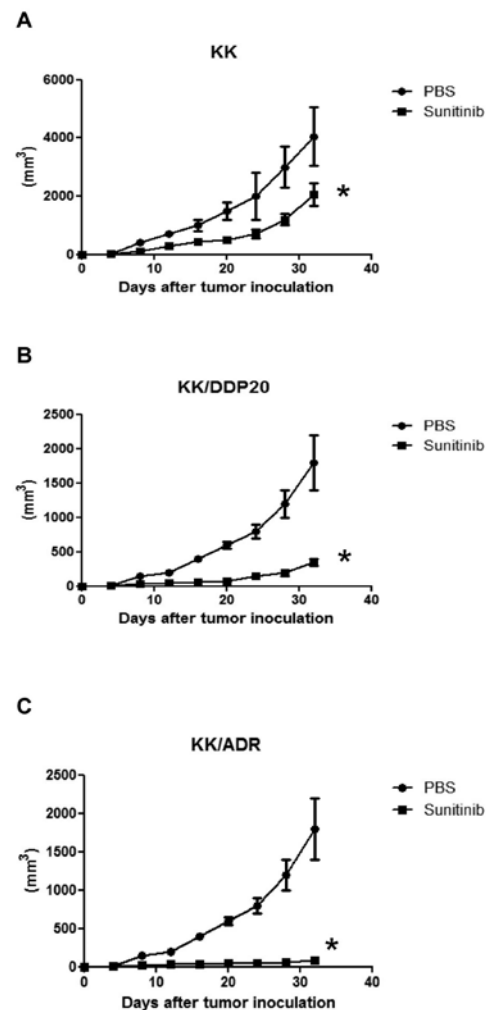 A
KK
6000
4000
2000
0
(mm³)
0 10 20 30 40
Days after tumor inoculation
PBS
Sunitinib
*
B
KK/DDP20
2500
2000
1500
1000
500
0
(mm³)
0 10 20 30 40
Days after tumor inoculation
PBS
Sunitinib
*
C
KK/ADR
2500
2000
1500
1000
500
0
(mm³)
0 10 20 30 40
Days after tumor inoculation
PBS
Sunitinib
*